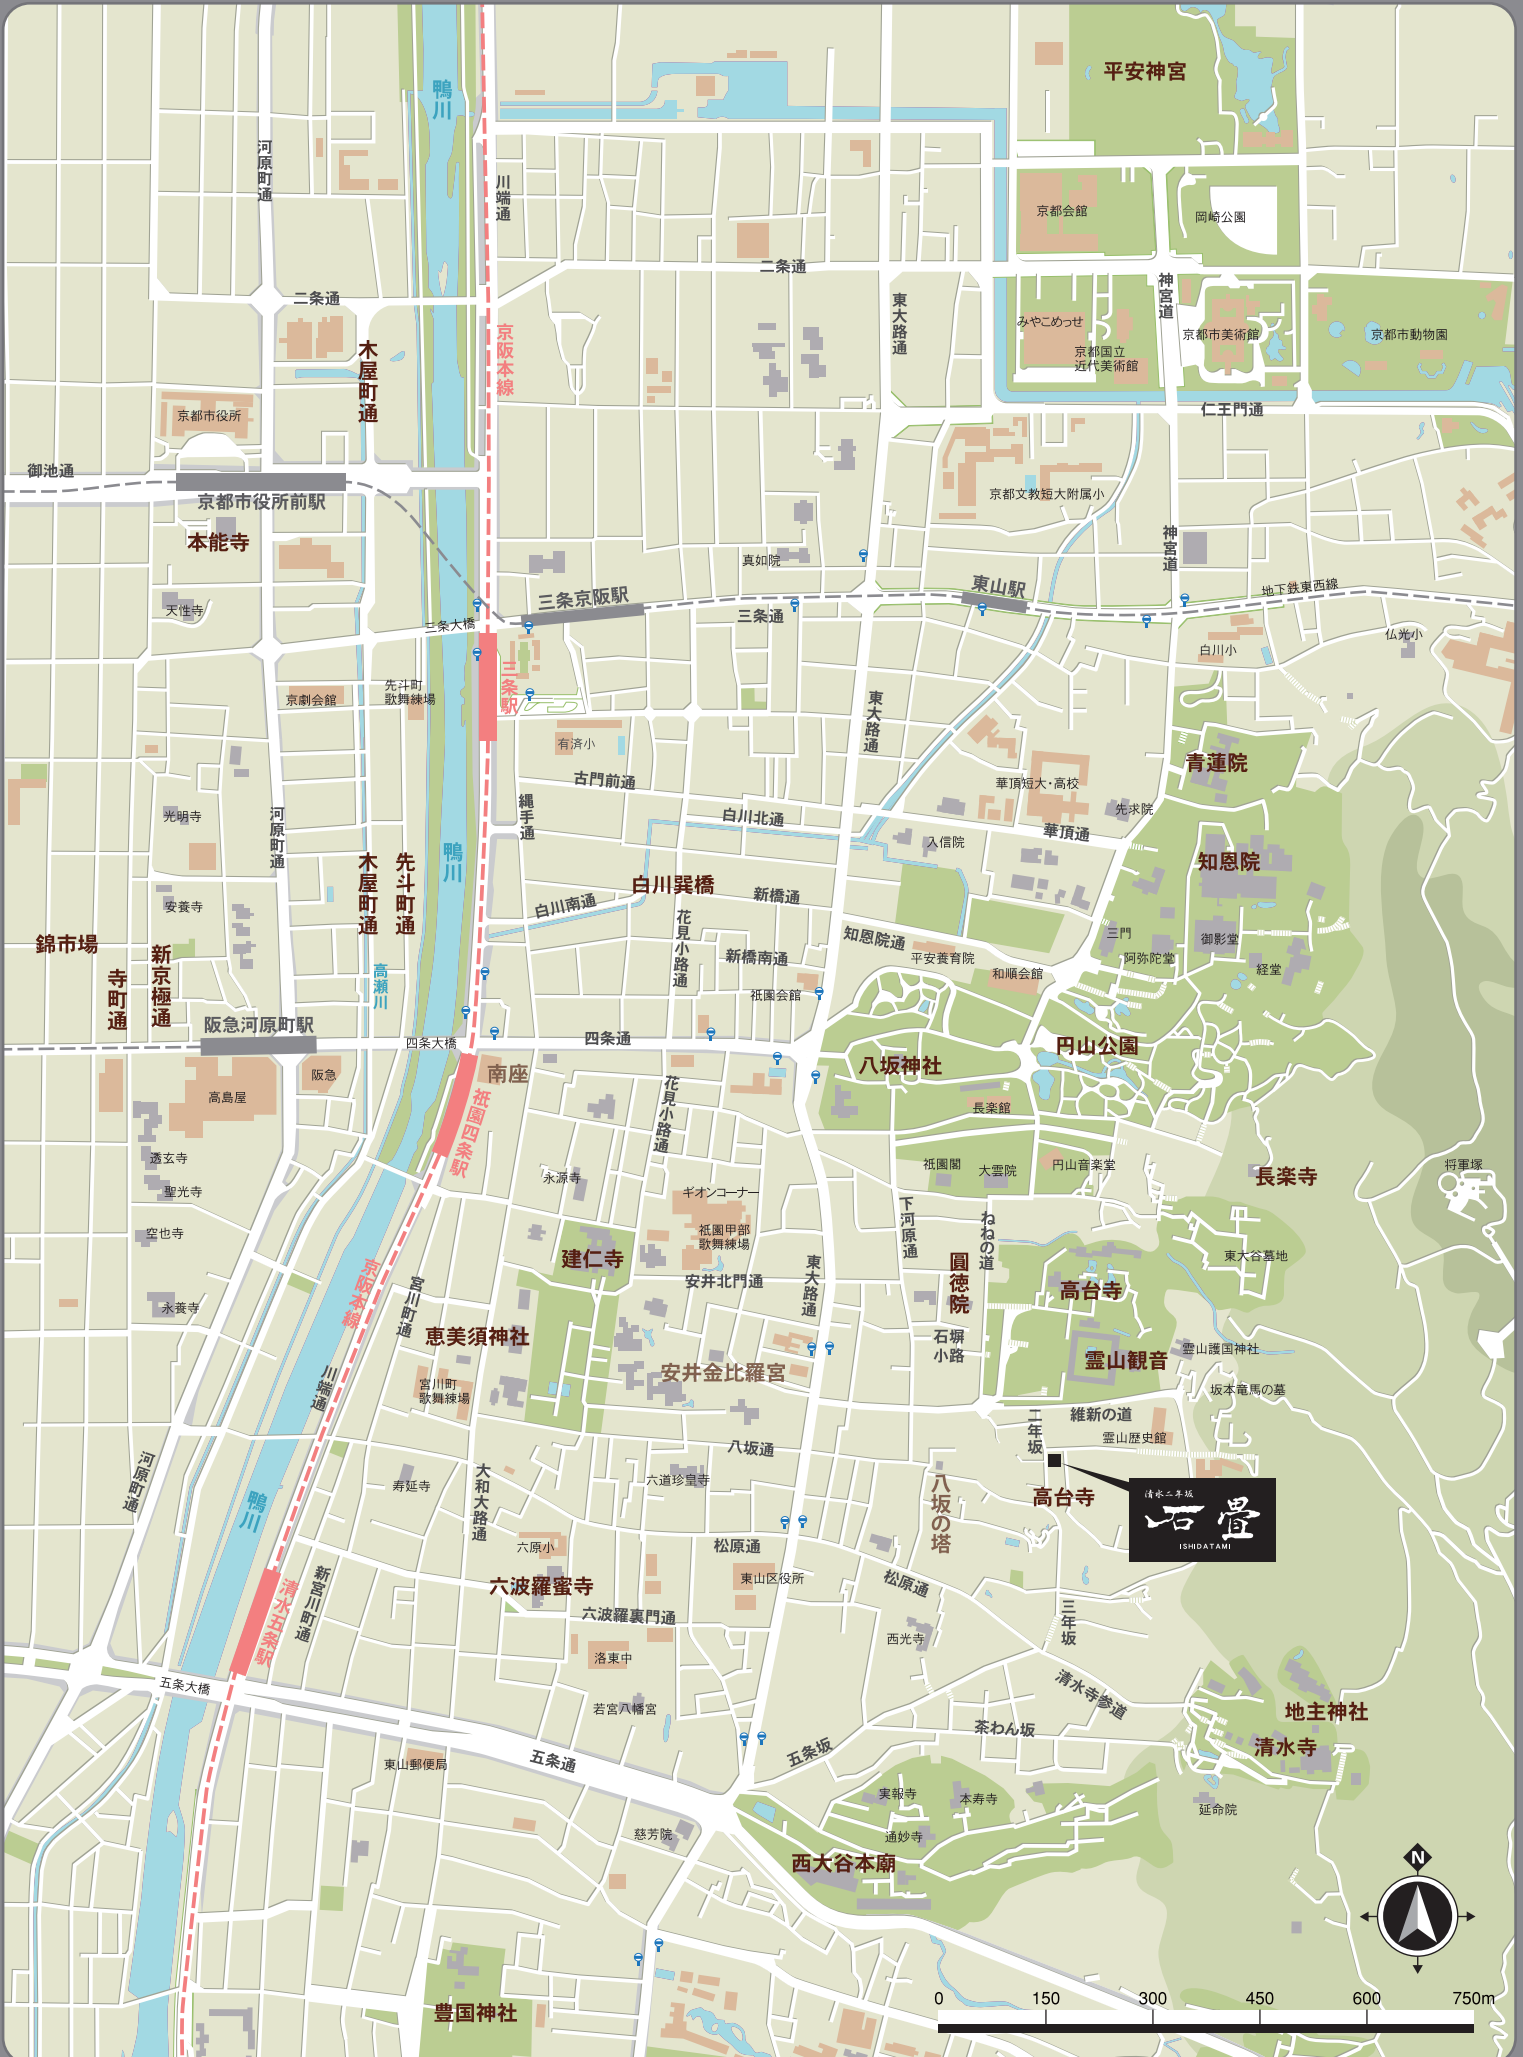 平安神宮
鴨川
河原町通
川端通
京都会館
岡崎公園
二条通
二条通
東大路通
神宮道
みやこめっせ
京都国立
近代美術館
京都市美術館
京都市動物園
京阪本線
木屋町通
京都市役所
仁王門通
御池通
京都市役所前駅
京都文教短大附属小
本能寺
真如院
神宮道
天性寺
三条京阪駅
東山駅
地下鉄東西線
三条大橋
三条通
仏光小
白川小
三条駅
先斗町
歌舞練場
京劇会館
東大路通
有済小
古門前通
青蓮院
華頂短大・高校
縄手通
白川北通
先求院
光明寺
河原町通
華頂通
入信院
鴨川
知恩院
木屋町通
先斗町通
白川巽橋
新橋通
白川南通
安養寺
花見小路通
知恩院通
三門
御影堂
錦市場
新京極通
寺町通
新橋南通
平安養育院
阿弥陀堂
経堂
高瀬川
祇園会館
和順会館
阪急河原町駅
四条大橋
四条通
円山公園
八坂神社
南座
阪急
高島屋
祇園四条駅
花見小路通
長楽館
透玄寺
永源寺
祇園閣
大雲院
円山音楽堂
長楽寺
将軍塚
聖光寺
ギオンコーナー
空也寺
祇園甲部
歌舞練場
下河原通
ねねの道
東大谷墓地
建仁寺
安井北門通
東大路通
圓徳院
高台寺
京阪本線
宮川町通
永養寺
恵美須神社
石塀
小路
霊山護国神社
霊山観音
川端通
宮川町
歌舞練場
安井金比羅宮
坂本竜馬の墓
維新の道
二年坂
霊山歴史館
八坂通
河原町通
大和大路通
寿延寺
六道珍皇寺
八坂の塔
高台寺
清水二年坂
石畳
ISHIDATAMI
鴨川
六原小
松原通
清水五条駅
新宮川町通
六波羅蜜寺
東山区役所
松原通
六波羅裏門通
三年坂
西光寺
洛東中
五条大橋
清水寺参道
若宮八幡宮
地主神社
茶わん坂
清水寺
東山郵便局
五条通
五条坂
実報寺
本寿寺
延命院
慈芳院
通妙寺
西大谷本廟
N
豊国神社
0 150 300 450 600 750m